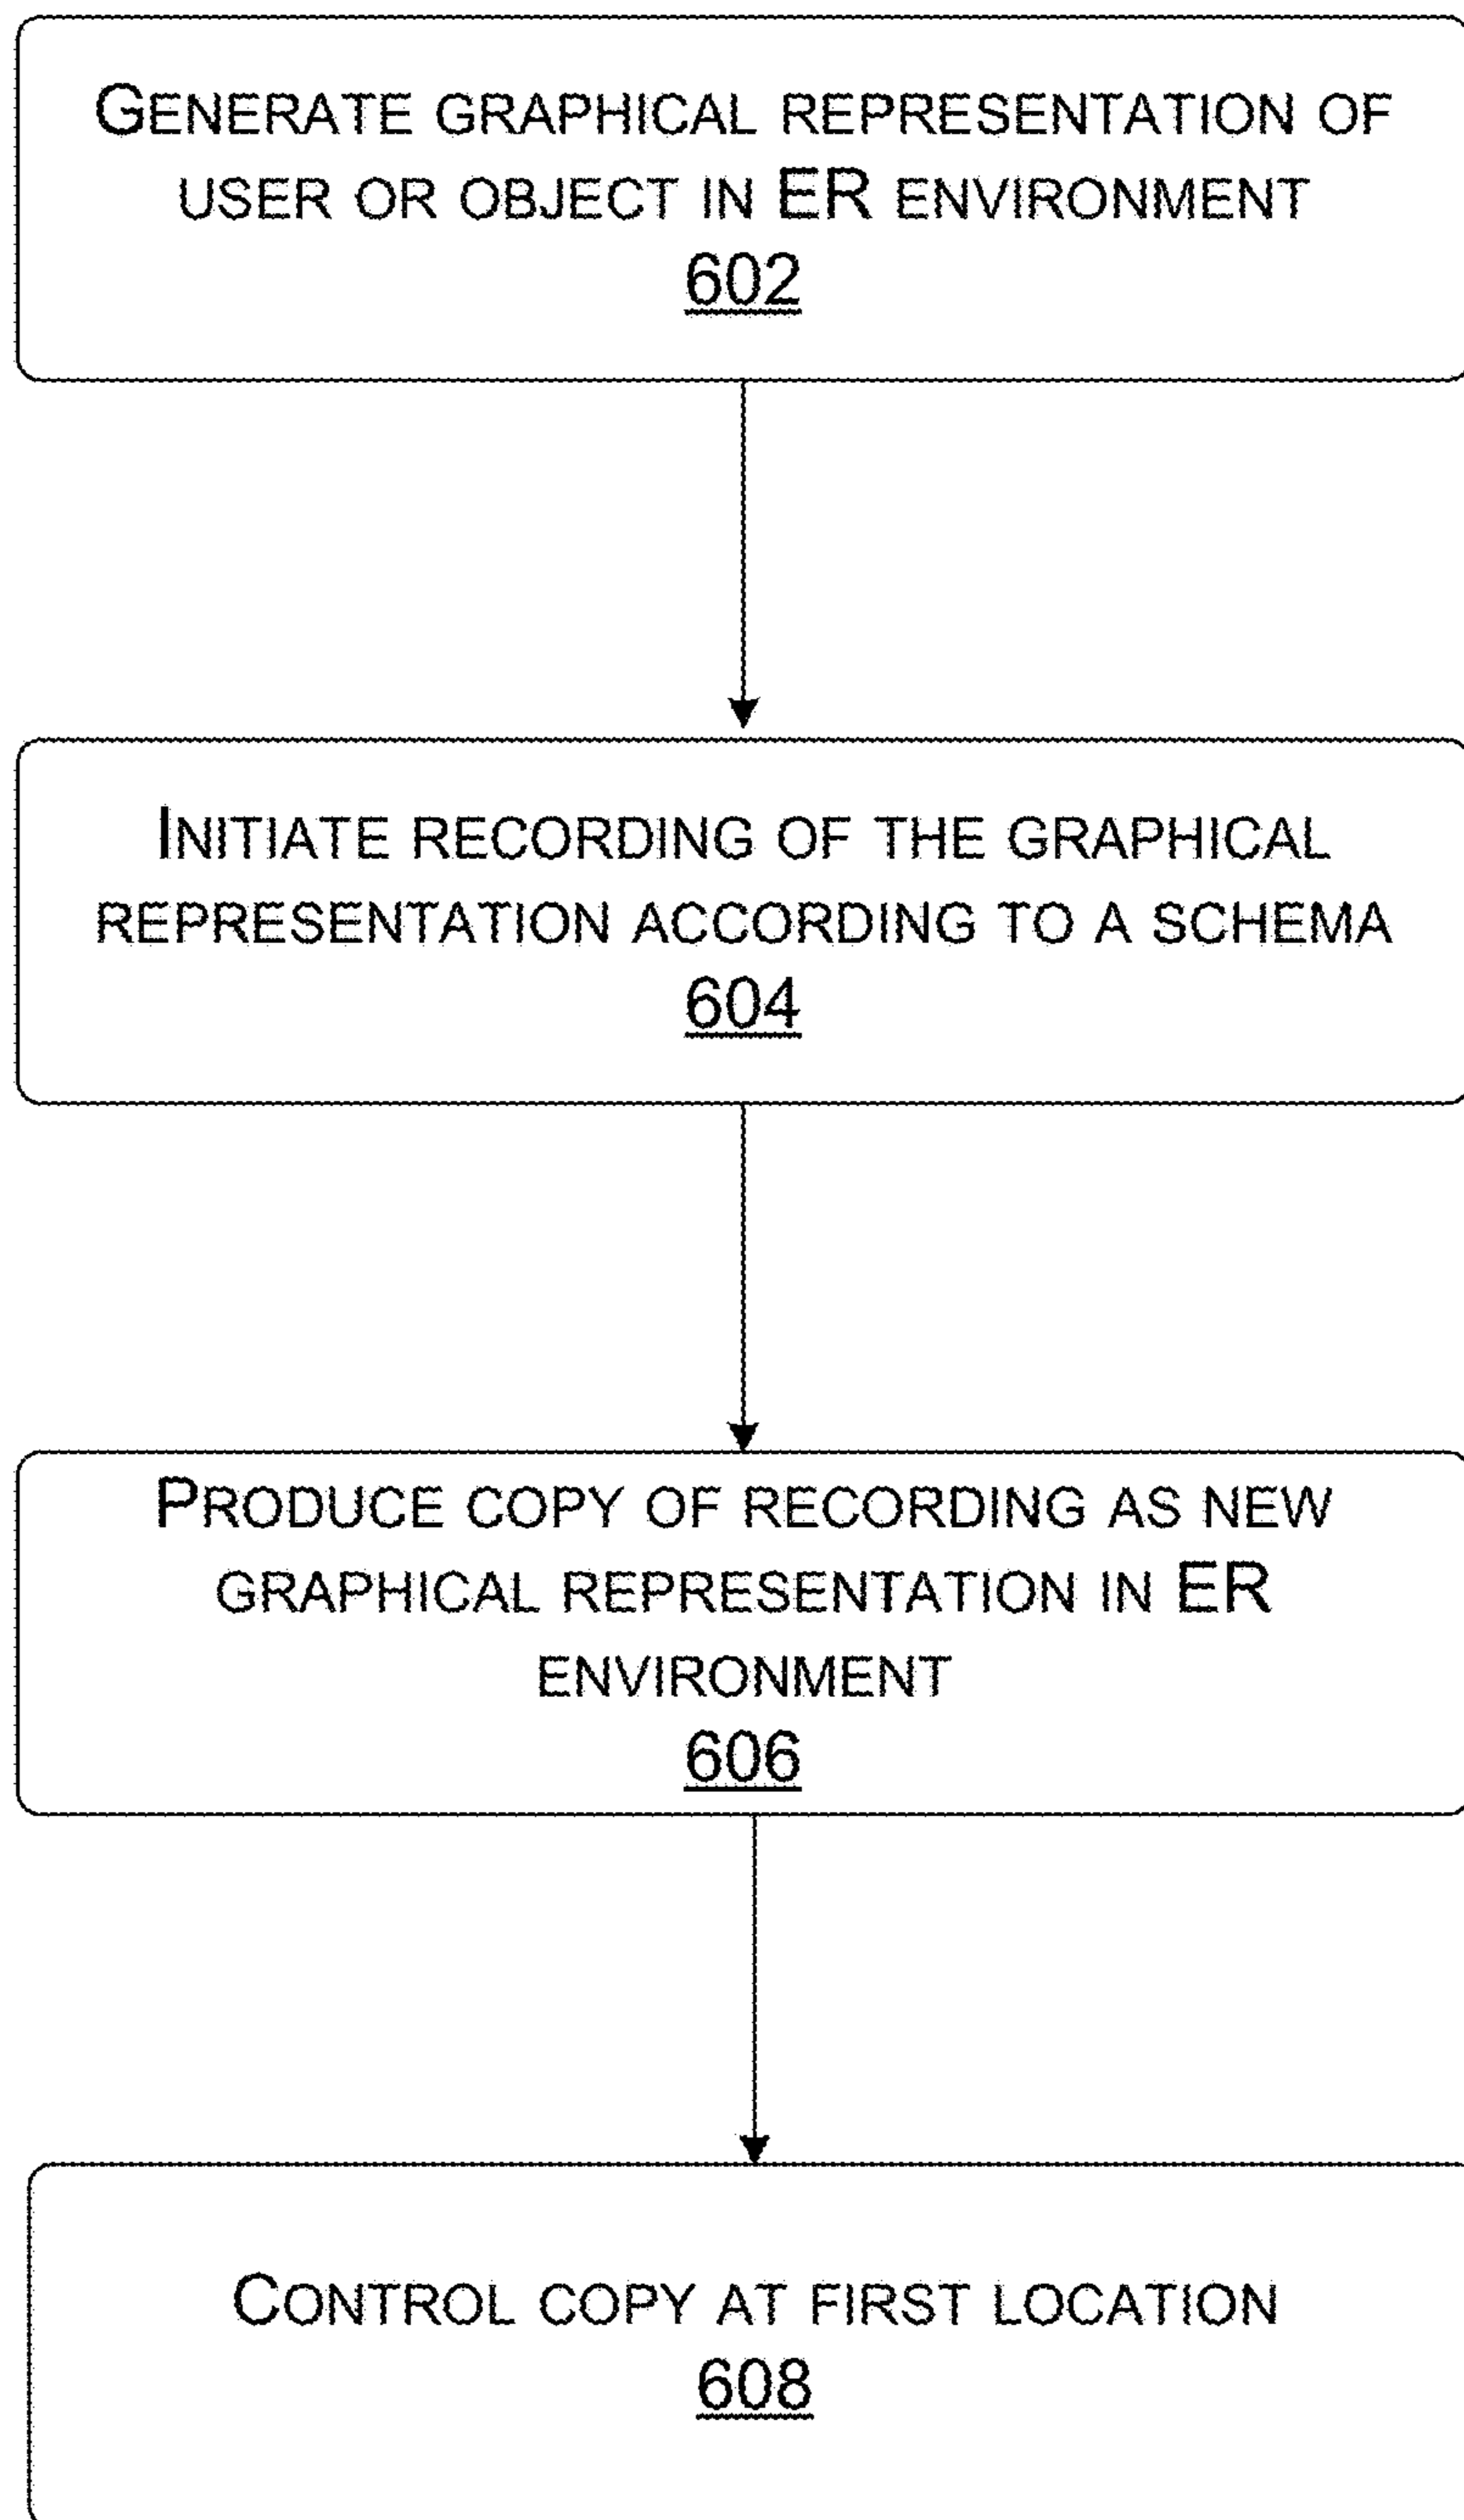 GENERATE GRAPHICAL REPRESENTATION OF
USER OR OBJECT IN ER ENVIRONMENT
602
INITIATE RECORDING OF THE GRAPHICAL
REPRESENTATION ACCORDING TO A SCHEMA
604
PRODUCE COPY OF RECORDING AS NEW
GRAPHICAL REPRESENTATION IN ER
ENVIRONMENT
606
CONTROL COPY AT FIRST LOCATION
608